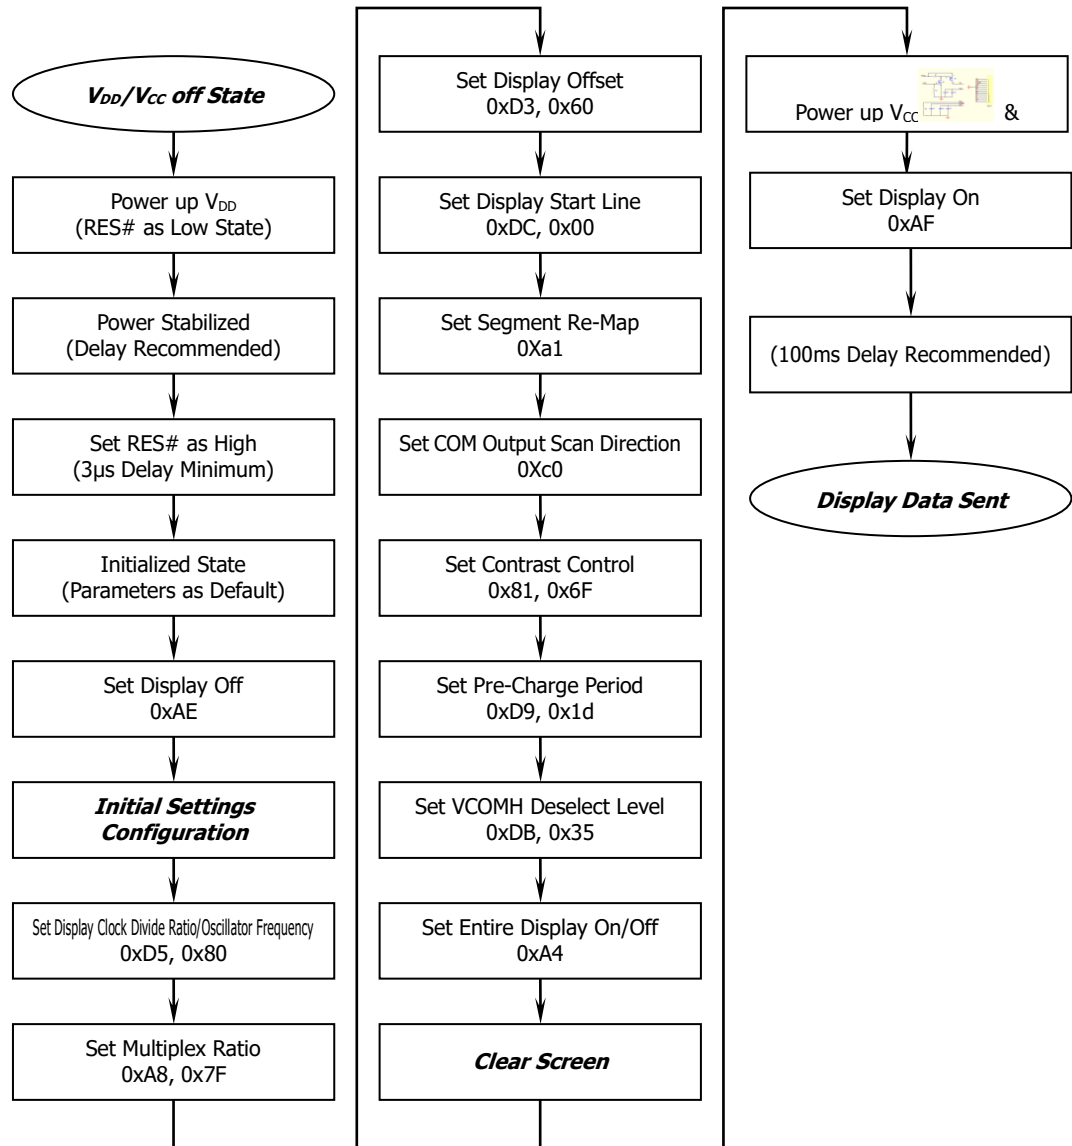 VDD/VCC off State
Power up VDD
(RES# as Low State)
Power Stabilized
(Delay Recommended)
Set RES# as High
(3μs Delay Minimum)
Initialized State
(Parameters as Default)
Set Display Off
0xAE
Initial Settings
Configuration
Set Display Clock Divide Ratio/Oscillator Frequency
0xD5, 0x80
Set Multiplex Ratio
0xA8, 0x7F
Set Display Offset
0xD3, 0x60
Set Display Start Line
0xDC, 0x00
Set Segment Re-Map
0Xa1
Set COM Output Scan Direction
0Xc0
Set Contrast Control
0x81, 0x6F
Set Pre-Charge Period
0xD9, 0x1d
Set VCOMH Deselect Level
0xDB, 0x35
Set Entire Display On/Off
0xA4
Clear Screen
Power up VCC &
Set Display On
0xAF
(100ms Delay Recommended)
Display Data Sent